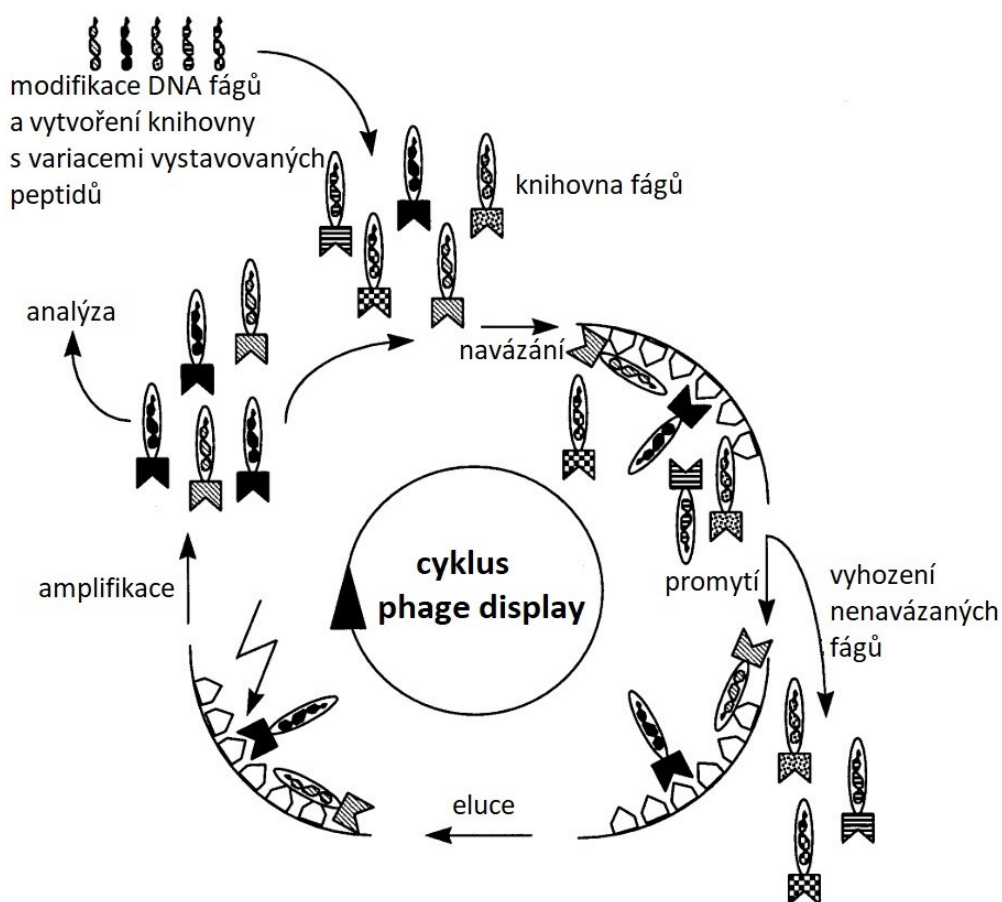 modifikace DNA fágů
a vytvoření knihovny
s variacemi vystavovaných
peptidů
knihovna fágů
analýza
navázání
cyklus
phage display
promytí
vyhození
nenavázaných
fágů
amplifikace
eluce